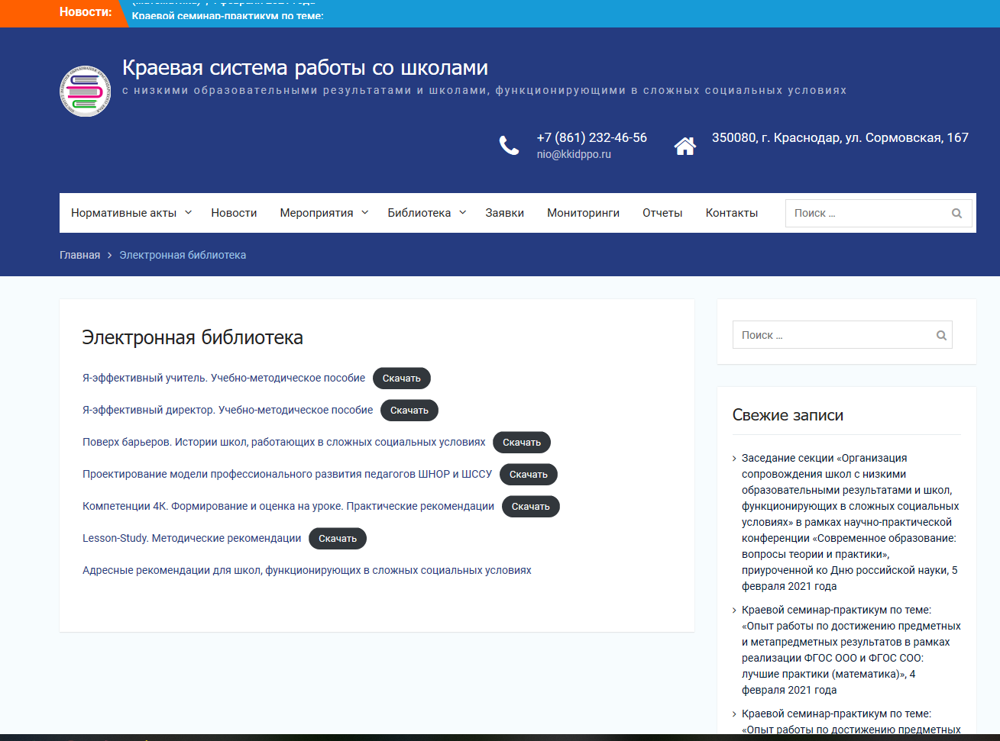 Новости:
Краевой семинар-практикум по теме:
Краевая система работы со школами
с низкими образовательными результатами и школами, функционирующими в сложных социальных условиях
+7 (861) 232-46-56
nio@kkidppo.ru
350080, г. Краснодар, ул. Сормовская, 167
Нормативные акты Новости Мероприятия Библиотека Заявки Мониторинги Отчеты Контакты Поиск …
Главная > Электронная библиотека
Электронная библиотека
Я-эффективный учитель. Учебно-методическое пособие Скачать
Я-эффективный директор. Учебно-методическое пособие Скачать
Поверх барьеров. Истории школ, работающих в сложных социальных условиях Скачать
Проектирование модели профессионального развития педагогов ШНОР и ШССУ Скачать
Компетенции 4К. Формирование и оценка на уроке. Практические рекомендации Скачать
Lesson-Study. Методические рекомендации Скачать
Адресные рекомендации для школ, функционирующих в сложных социальных условиях
Поиск …
Свежие записи
Заседание секции «Организация
сопровождения школ с низкими
образовательными результатами и школ,
функционирующих в сложных социальных
условиях» в рамках научно-практической
конференции «Современное образование:
вопросы теории и практики»,
приуроченной ко Дню российской науки, 5
февраля 2021 года
Краевой семинар-практикум по теме:
«Опыт работы по достижению предметных
и метапредметных результатов в рамках
реализации ФГОС ООО и ФГОС СОО:
лучшие практики (математика)», 4
февраля 2021 года
Краевой семинар-практикум по теме:
«Опыт работы по достижению предметных